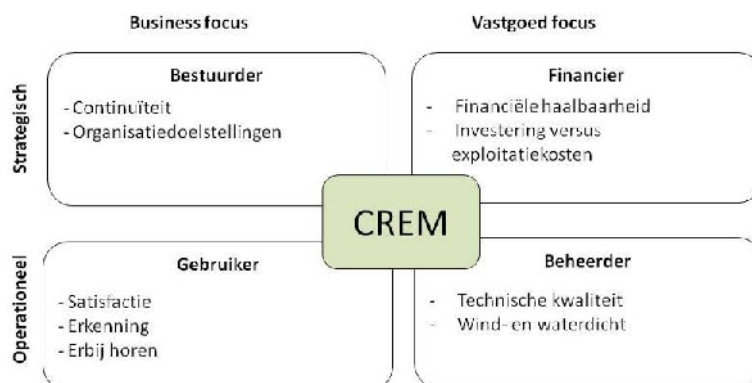 Business focus
Vastgoed focus
Strategisch
Bestuurder
- Continuïteit
- Organisatiedoelstellingen
Financier
- Financiële haalbaarheid
- Investering versus
exploitatiekosten
CREM
Operationeel
Gebruiker
- Satisfactie
- Erkenning
- Erbij horen
Beheerder
- Technische kwaliteit
- Wind- en waterdicht